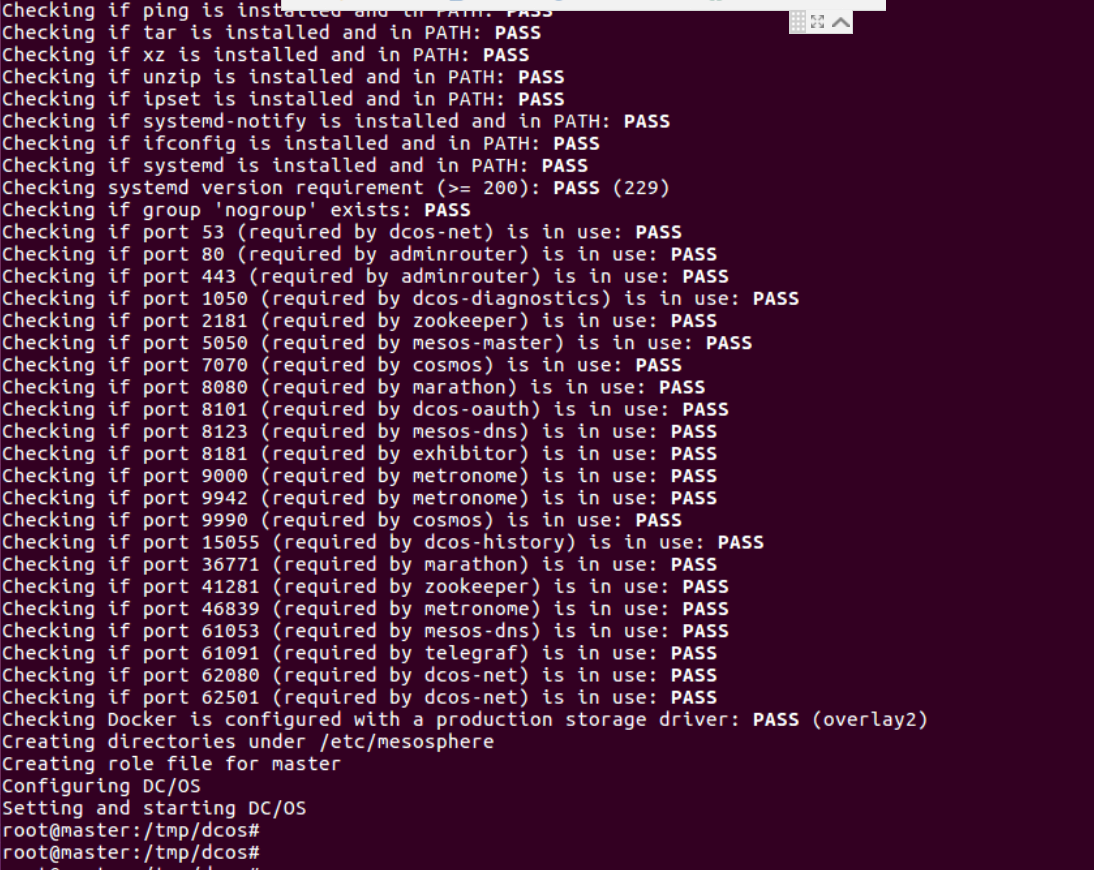 Checking if ping is installed and in PATH: PASS
Checking if tar is installed and in PATH: PASS
Checking if xz is installed and in PATH: PASS
Checking if unzip is installed and in PATH: PASS
Checking if ipset is installed and in PATH: PASS
Checking if systemd-notify is installed and in PATH: PASS
Checking if ifconfig is installed and in PATH: PASS
Checking if systemd is installed and in PATH: PASS
Checking systemd version requirement (>= 200): PASS (229)
Checking if group 'nogroup' exists: PASS
Checking if port 53 (required by dcos-net) is in use: PASS
Checking if port 80 (required by adminrouter) is in use: PASS
Checking if port 443 (required by adminrouter) is in use: PASS
Checking if port 1050 (required by dcos-diagnostics) is in use: PASS
Checking if port 2181 (required by zookeeper) is in use: PASS
Checking if port 5050 (required by mesos-master) is in use: PASS
Checking if port 7070 (required by cosmos) is in use: PASS
Checking if port 8080 (required by marathon) is in use: PASS
Checking if port 8101 (required by dcos-oauth) is in use: PASS
Checking if port 8123 (required by mesos-dns) is in use: PASS
Checking if port 8181 (required by exhibitor) is in use: PASS
Checking if port 9000 (required by metronome) is in use: PASS
Checking if port 9942 (required by metronome) is in use: PASS
Checking if port 9990 (required by cosmos) is in use: PASS
Checking if port 15055 (required by dcos-history) is in use: PASS
Checking if port 36771 (required by marathon) is in use: PASS
Checking if port 41281 (required by zookeeper) is in use: PASS
Checking if port 46839 (required by metronome) is in use: PASS
Checking if port 61053 (required by mesos-dns) is in use: PASS
Checking if port 61091 (required by telegraf) is in use: PASS
Checking if port 62080 (required by dcos-net) is in use: PASS
Checking if port 62501 (required by dcos-net) is in use: PASS
Checking Docker is configured with a production storage driver: PASS (overlay2)
Creating directories under /etc/mesosphere
Creating role file for master
Configuring DC/OS
Setting and starting DC/OS
root@master:/tmp/dcos#
root@master:/tmp/dcos#